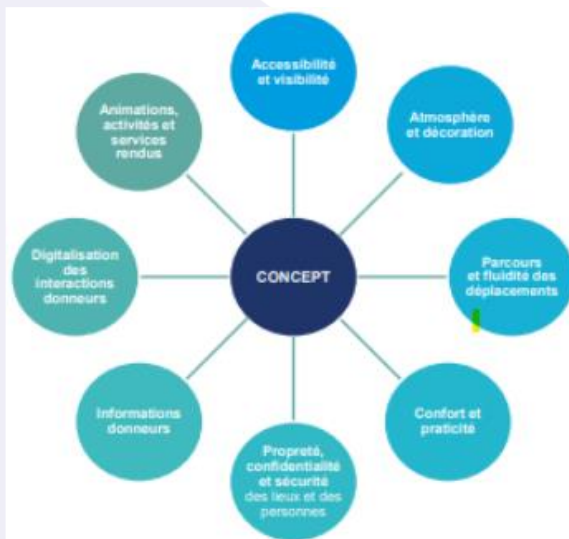 Accessibilité
et visibilité
Atmosphère
et décoration
Parcours
et fluidité des
déplacements
Confort et
praticité
Propreté,
confidentialité
et sécurité
des lieux et des
personnes
Informations
donneurs
Digitalisation
des
interactions
donneurs
Animations,
activités et
services
rendus
CONCEPT